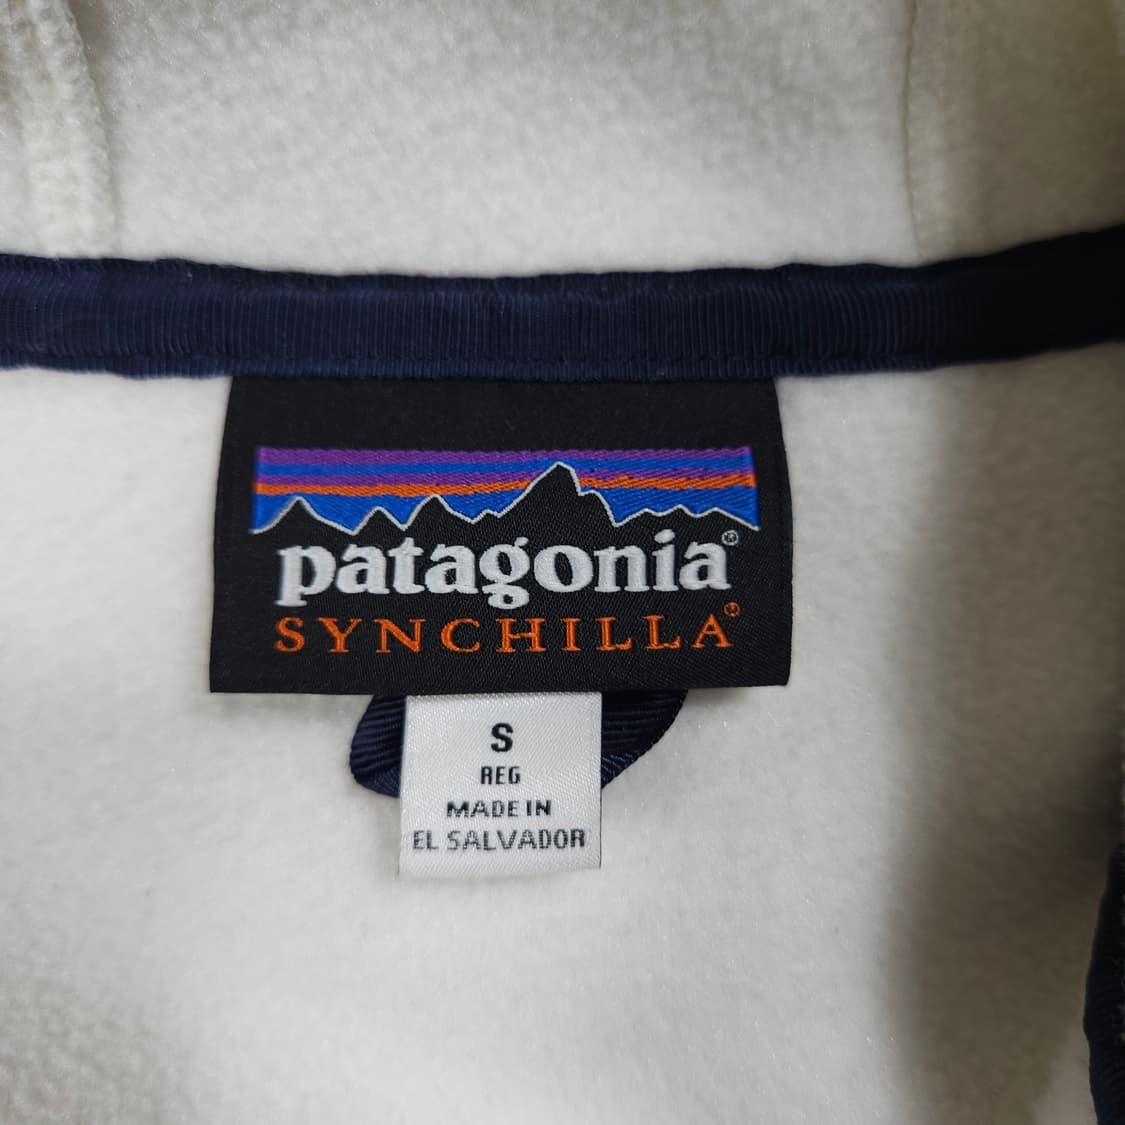 patagonia®
SYNCHILLA®
S
REG
MADE IN
EL SALVADOR